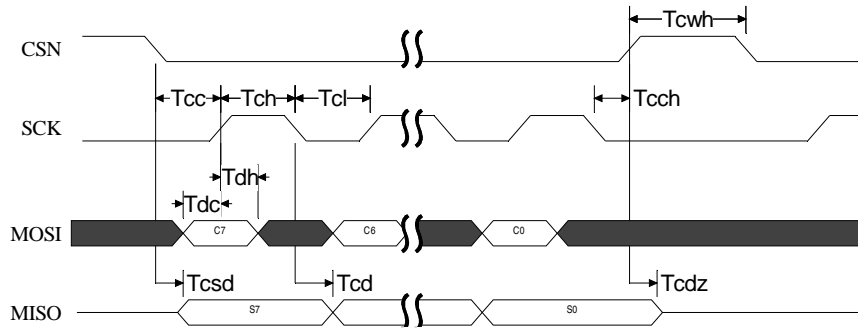 CSN Tcwh
Tcc Tch Tcl Tcch
SCK
Tdh
Tdc
MOSI C7 C6 C0
Tcsd Tcd Tcdz
MISO S7 S0